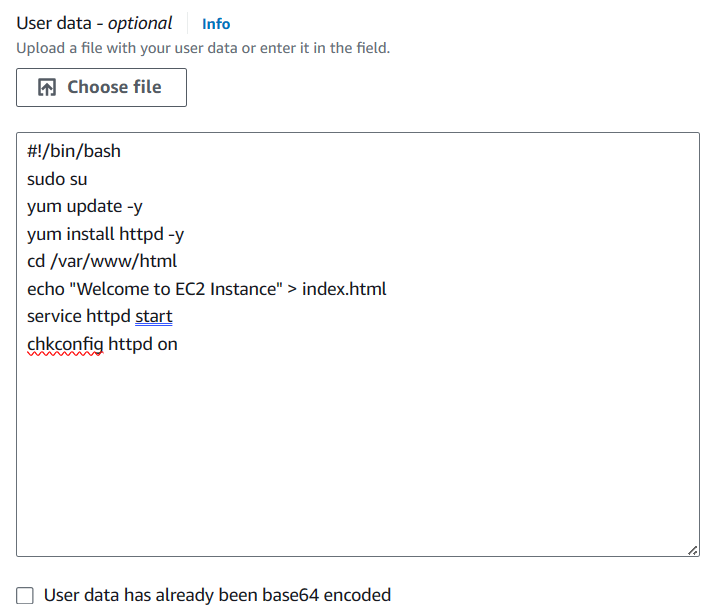 User data - optional Info
Upload a file with your user data or enter it in the field.
Choose file
#!/bin/bash
sudo su
yum update -y
yum install httpd -y
cd /var/www/html
echo "Welcome to EC2 Instance" > index.html
service httpd start
chkconfig httpd on
User data has already been base64 encoded